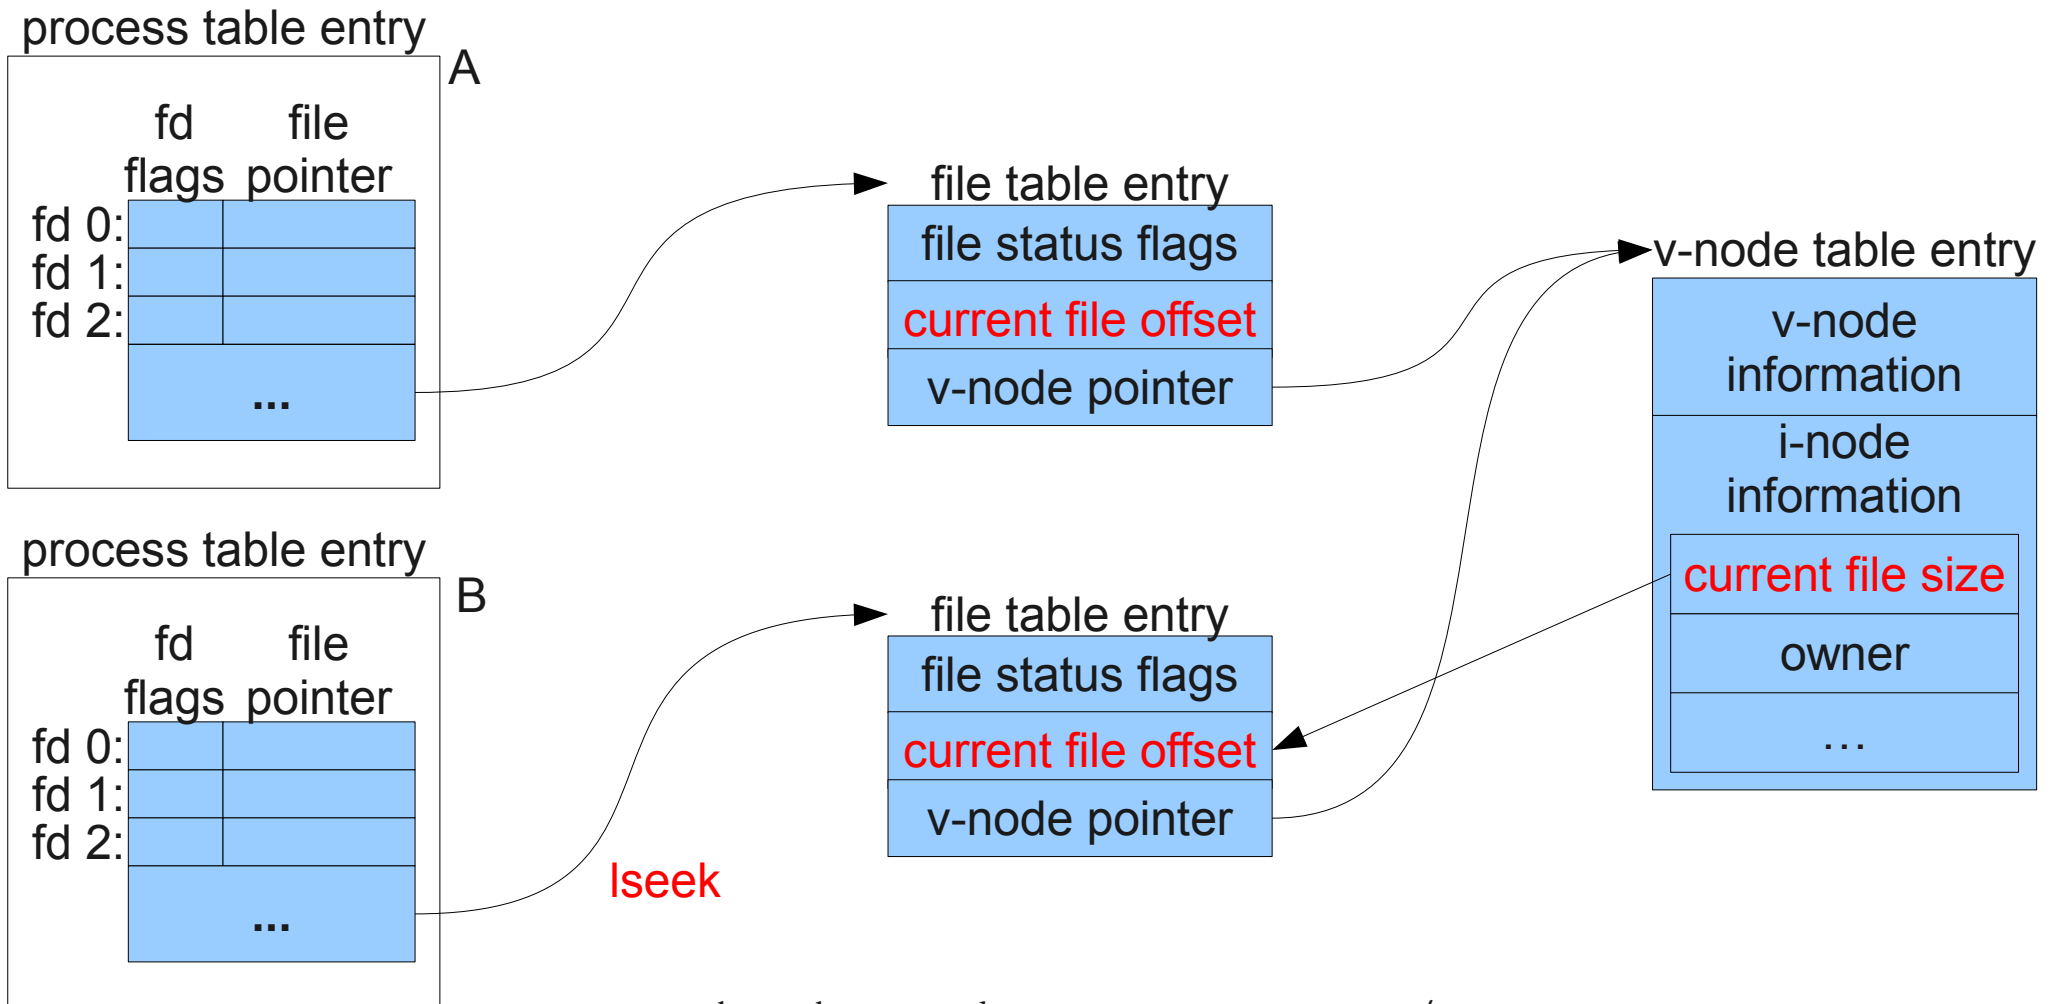 process table entry
A
fd
flags
file
pointer
fd 0:
fd 1:
fd 2:
...
file table entry
file status flags
current file offset
v-node pointer
v-node table entry
v-node
information
i-node
information
current file size
owner
...
process table entry
B
fd
flags
file
pointer
fd 0:
fd 1:
fd 2:
...
lseek
file table entry
file status flags
current file offset
v-node pointer